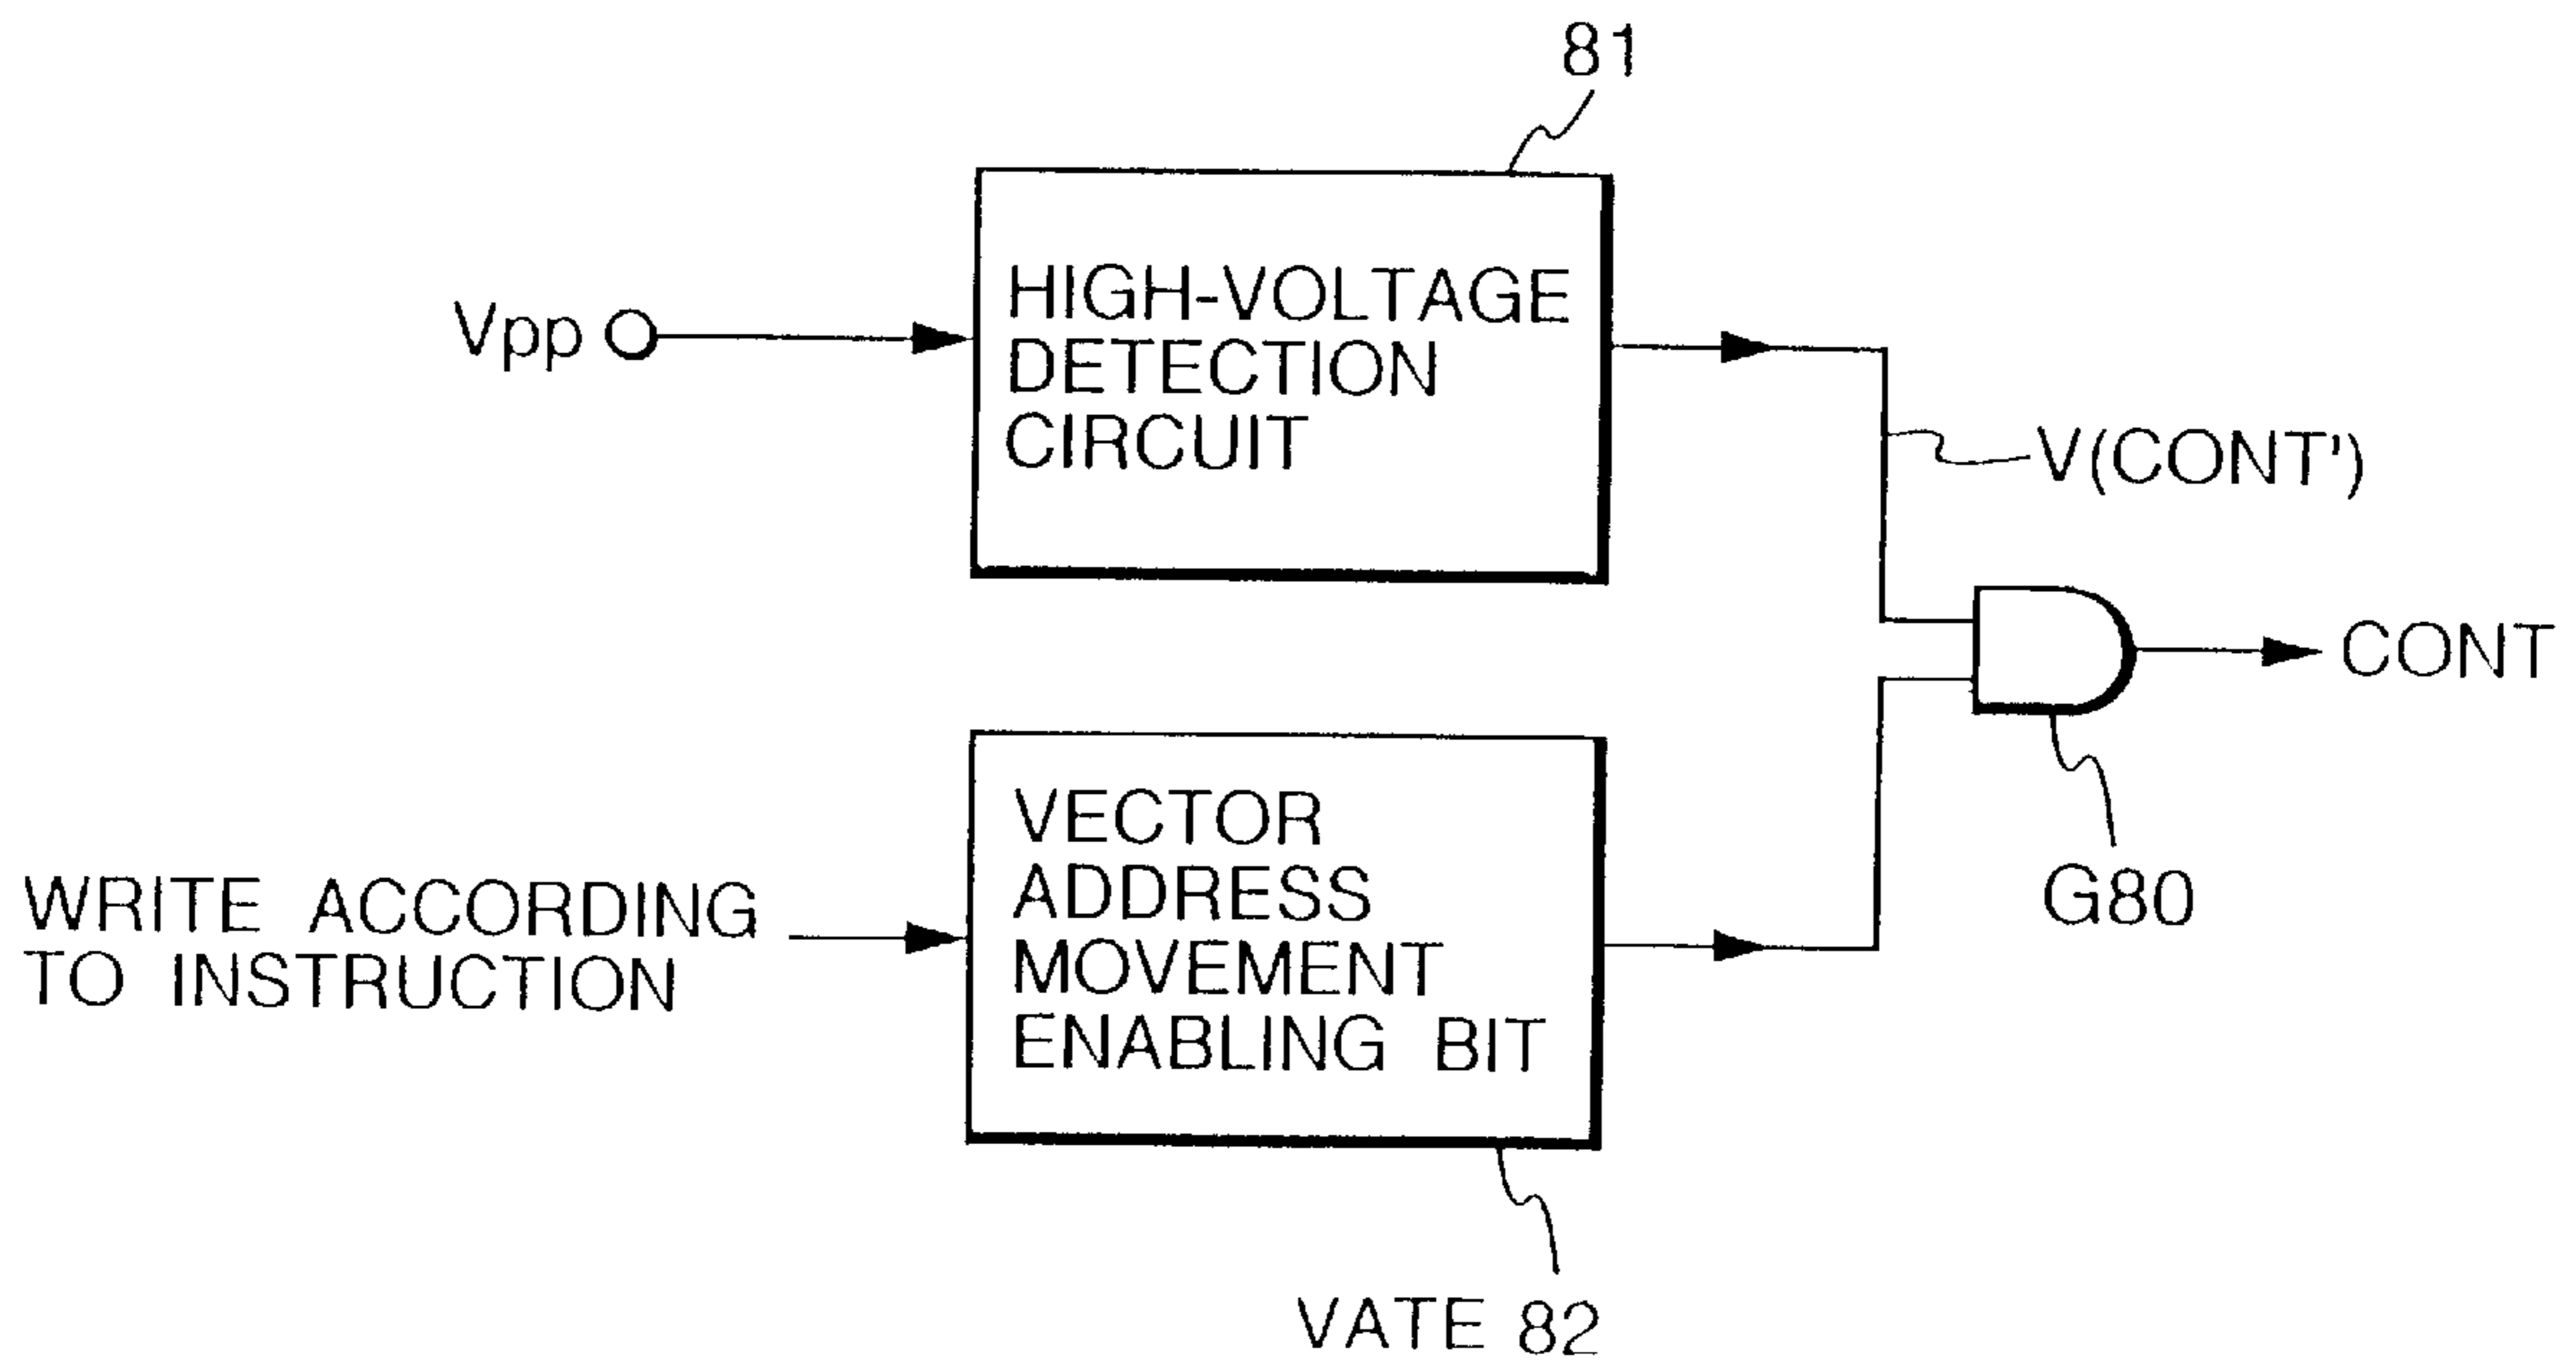 81
HIGH-VOLTAGE
DETECTION
CIRCUIT
Vpp
V(CONT')
CONT
G80
VECTOR
ADDRESS
MOVEMENT
ENABLING BIT
WRITE ACCORDING
TO INSTRUCTION
VATE 82